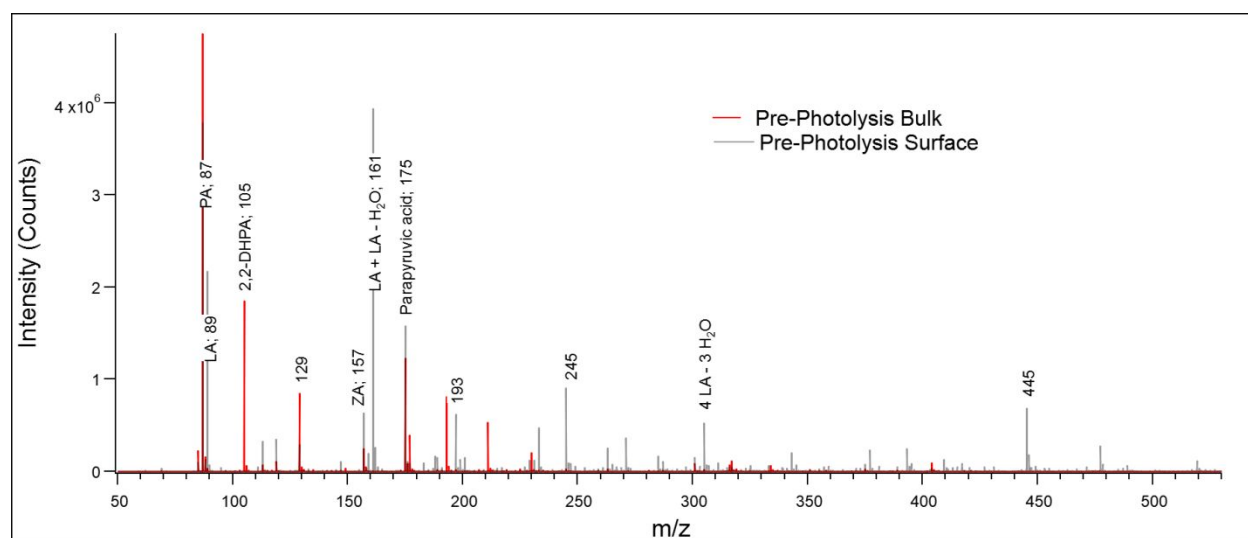 4 x10⁶
3
2
1
0
Intensity (Counts)
PA; 87
LA; 89
2,2-DHPA; 105
129
ZA; 157
LA + LA - H₂O; 161
Parapyruvic acid; 175
193
245
4 LA - 3 H₂O
445
Pre-Photolysis Bulk
Pre-Photolysis Surface
50 100 150 200 250 300 350 400 450 500
m/z